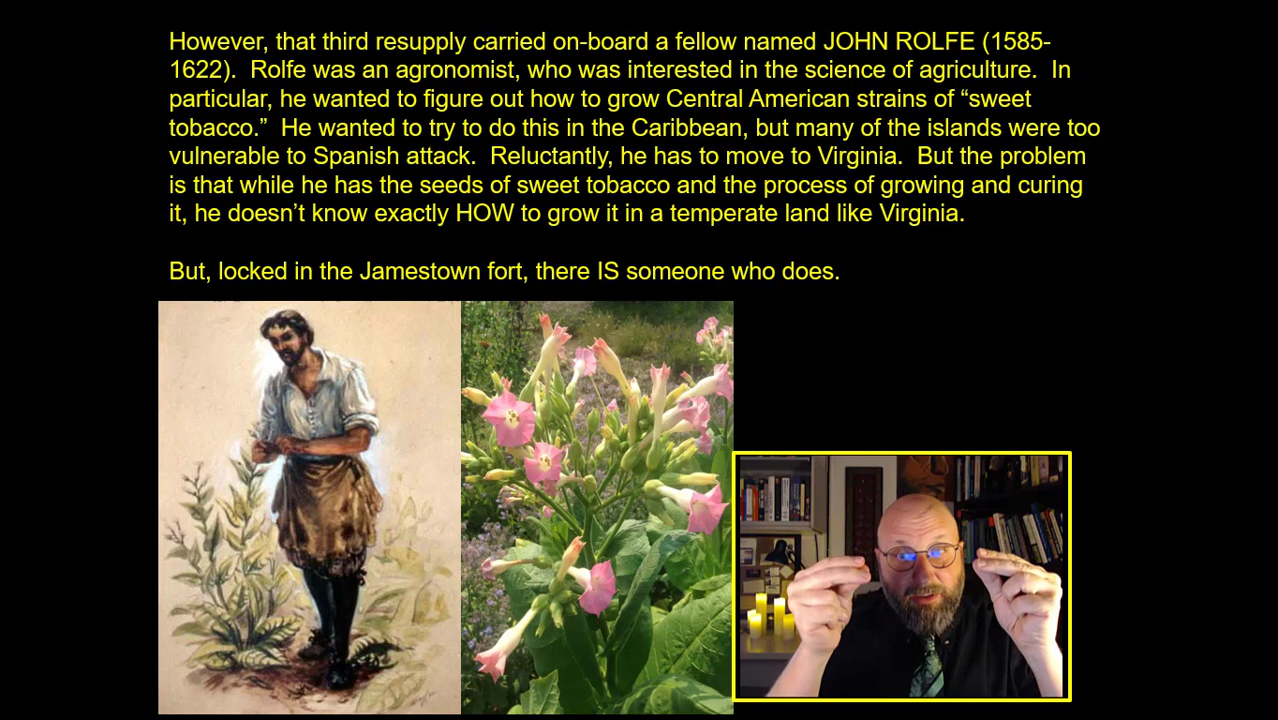 However, that third resupply carried on-board a fellow named JOHN ROLFE (1585-
1622).  Rolfe was an agronomist, who was interested in the science of agriculture.  In
particular, he wanted to figure out how to grow Central American strains of “sweet
tobacco.”  He wanted to try to do this in the Caribbean, but many of the islands were too
vulnerable to Spanish attack.  Reluctantly, he has to move to Virginia.  But the problem
is that while he has the seeds of sweet tobacco and the process of growing and curing
it, he doesn’t know exactly HOW to grow it in a temperate land like Virginia.
But, locked in the Jamestown fort, there IS someone who does.